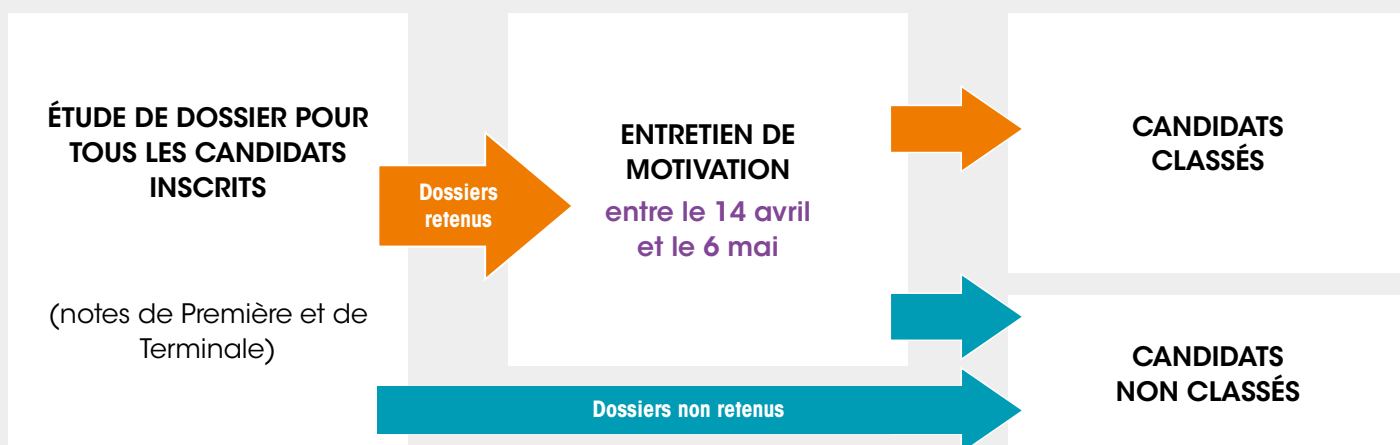 ÉTUDE DE DOSSIER POUR
TOUS LES CANDIDATS
INSCRITS
(notes de Première et de
Terminale)
Dossiers
retenus
ENTRETIEN DE
MOTIVATION
entre le 14 avril
et le 6 mai
CANDIDATS
CLASSÉS
CANDIDATS
NON CLASSÉS
Dossiers non retenus